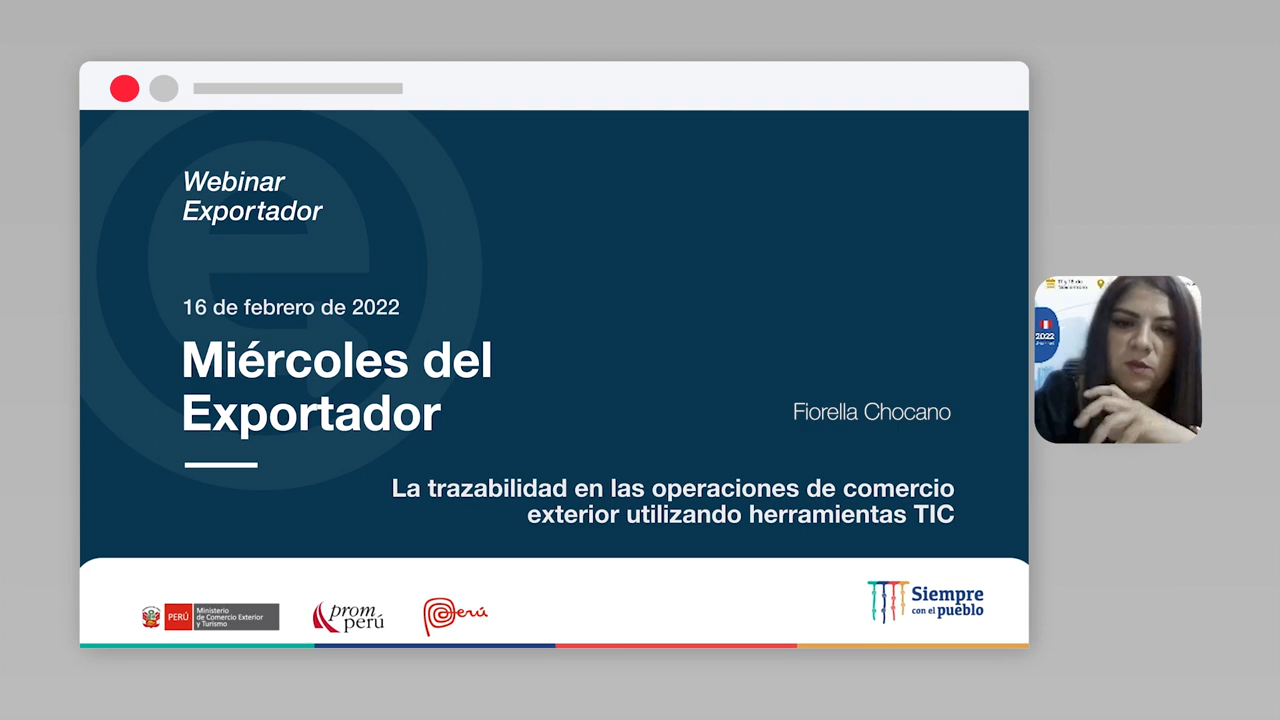 Webinar
Exportador
16 de febrero de 2022
Miércoles del
Exportador
Fiorella Chocano
La trazabilidad en las operaciones de comercio
exterior utilizando herramientas TIC
PERÚ
Ministerio
de Comercio Exterior
y Turismo
prom
perú
Perú
Siempre
con el pueblo
2022